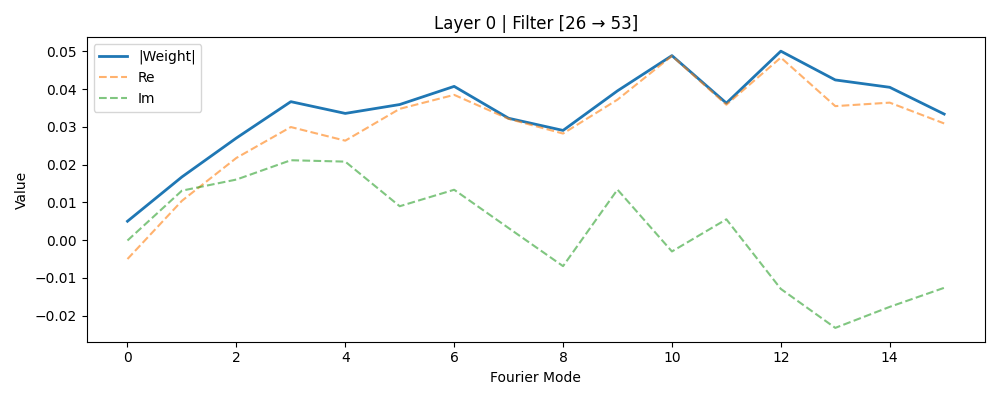 Layer 0 | Filter [26 → 53]
|Weight|
Re
Im
0.05
0.04
0.03
0.02
0.01
0.00
−0.01
−0.02
Value
0 2 4 6 8 10 12 14
Fourier Mode